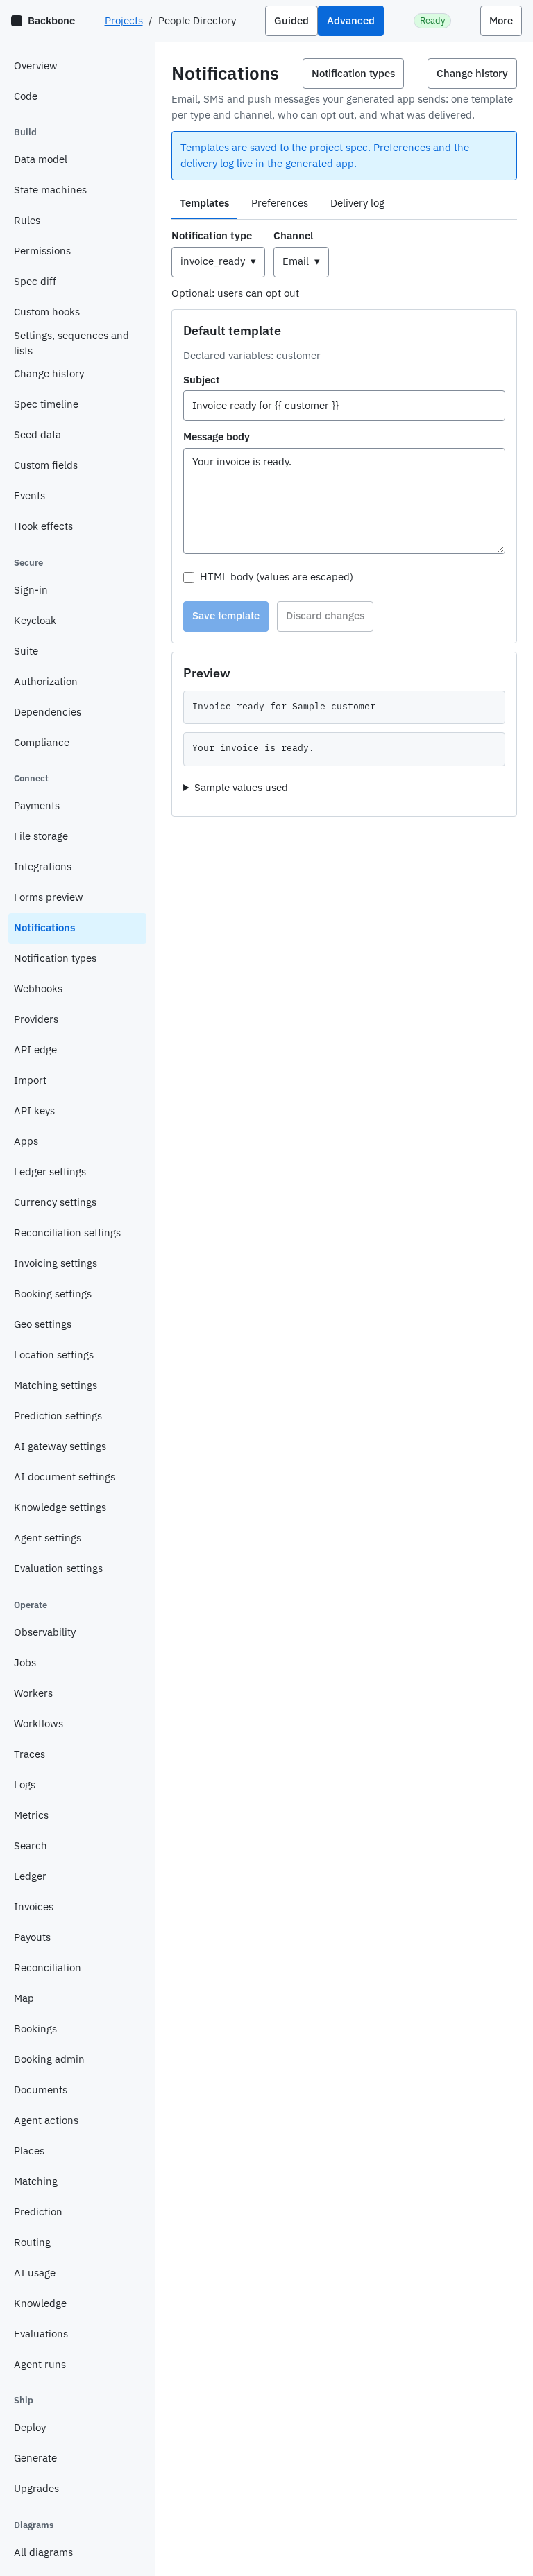 Backbone
Projects / People Directory
Guided
Advanced
Ready
More
Overview
Code
Build
Data model
State machines
Rules
Permissions
Spec diff
Custom hooks
Settings, sequences and
lists
Change history
Spec timeline
Seed data
Custom fields
Events
Hook effects
Secure
Sign-in
Keycloak
Suite
Authorization
Dependencies
Compliance
Connect
Payments
File storage
Integrations
Forms preview
Notifications
Notification types
Webhooks
Providers
API edge
Import
API keys
Apps
Ledger settings
Currency settings
Reconciliation settings
Invoicing settings
Booking settings
Geo settings
Location settings
Matching settings
Prediction settings
AI gateway settings
AI document settings
Knowledge settings
Agent settings
Evaluation settings
Operate
Observability
Jobs
Workers
Workflows
Traces
Logs
Metrics
Search
Ledger
Invoices
Payouts
Reconciliation
Map
Bookings
Booking admin
Documents
Agent actions
Places
Matching
Prediction
Routing
AI usage
Knowledge
Evaluations
Agent runs
Ship
Deploy
Generate
Upgrades
Diagrams
All diagrams
Notifications
Notification types
Change history
Email, SMS and push messages your generated app sends: one template
per type and channel, who can opt out, and what was delivered.
Templates are saved to the project spec. Preferences and the
delivery log live in the generated app.
Templates
Preferences
Delivery log
Notification type
Channel
invoice_ready ▾
Email ▾
Optional: users can opt out
Default template
Declared variables: customer
Subject
Invoice ready for {{ customer }}
Message body
Your invoice is ready.
HTML body (values are escaped)
Save template
Discard changes
Preview
Invoice ready for Sample customer
Your invoice is ready.
Sample values used